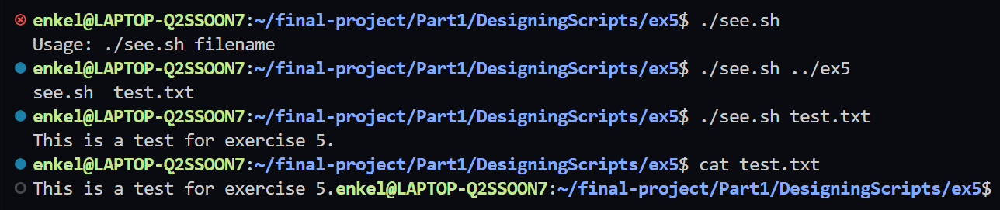 enkel@LAPTOP-Q2SSOON7:~/final-project/Part1/DesigningScripts/ex5$ ./see.sh
Usage: ./see.sh filename
enkel@LAPTOP-Q2SSOON7:~/final-project/Part1/DesigningScripts/ex5$ ./see.sh ../ex5
see.sh  test.txt
enkel@LAPTOP-Q2SSOON7:~/final-project/Part1/DesigningScripts/ex5$ ./see.sh test.txt
This is a test for exercise 5.
enkel@LAPTOP-Q2SSOON7:~/final-project/Part1/DesigningScripts/ex5$ cat test.txt
This is a test for exercise 5.enkel@LAPTOP-Q2SSOON7:~/final-project/Part1/DesigningScripts/ex5$